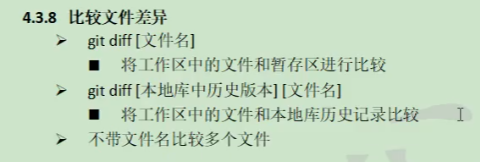 4.3.8 比较文件差异
➢ git diff [文件名]
■ 将工作区中的文件和暂存区进行比较
➢ git diff [本地库中历史版本] [文件名]
■ 将工作区中的文件和本地库历史记录比较
➢ 不带文件名比较多个文件